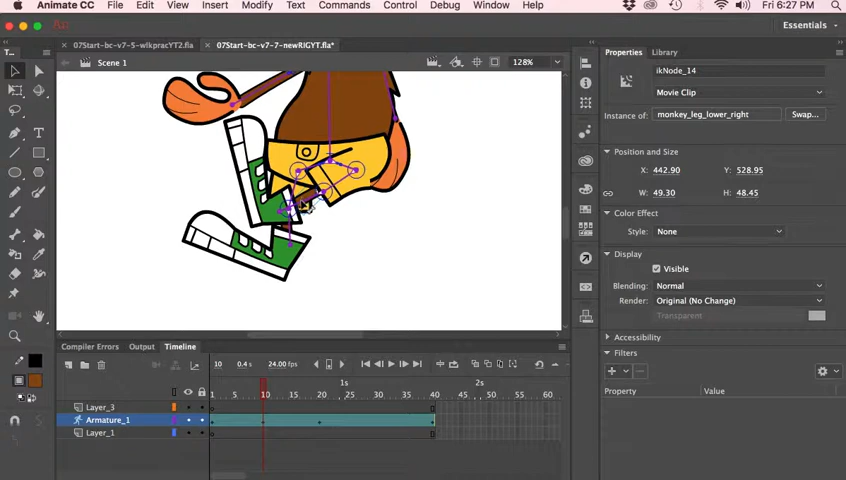 Animate CC File Edit View Insert Modify Text Commands Control Debug Window Help Fri 6:27 PM
Essentials
07Start-bc-v7-5-wlkpracYT2.fla 07Start-bc-v7-7-newRIGYT.fla*
Scene 1 128%
Properties Library
ikNode_14
Movie Clip
Instance of: monkey_leg_lower_right Swap...
Position and Size
X: 442.90 Y: 528.95
W: 49.30 H: 48.45
Color Effect
Style: None
Display
Visible
Blending: Normal
Render: Original (No Change)
Transparent
Accessibility
Filters
Property Value
Compiler Errors Output Timeline
10 0.4 s 24.00 fps
1s 2s
1 5 10 15 20 25 30 35 40 45 50 55 60
Layer_3
Armature_1
Layer_1